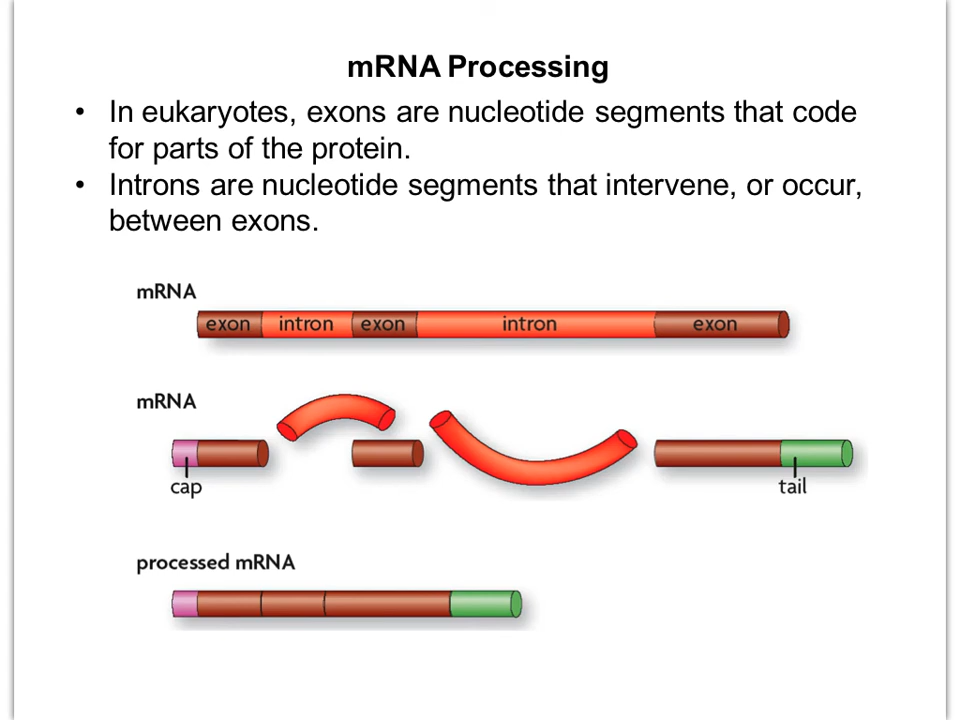 mRNA Processing
• In eukaryotes, exons are nucleotide segments that code
for parts of the protein.
• Introns are nucleotide segments that intervene, or occur,
between exons.
mRNA
exon intron exon intron exon
mRNA
cap tail
processed mRNA